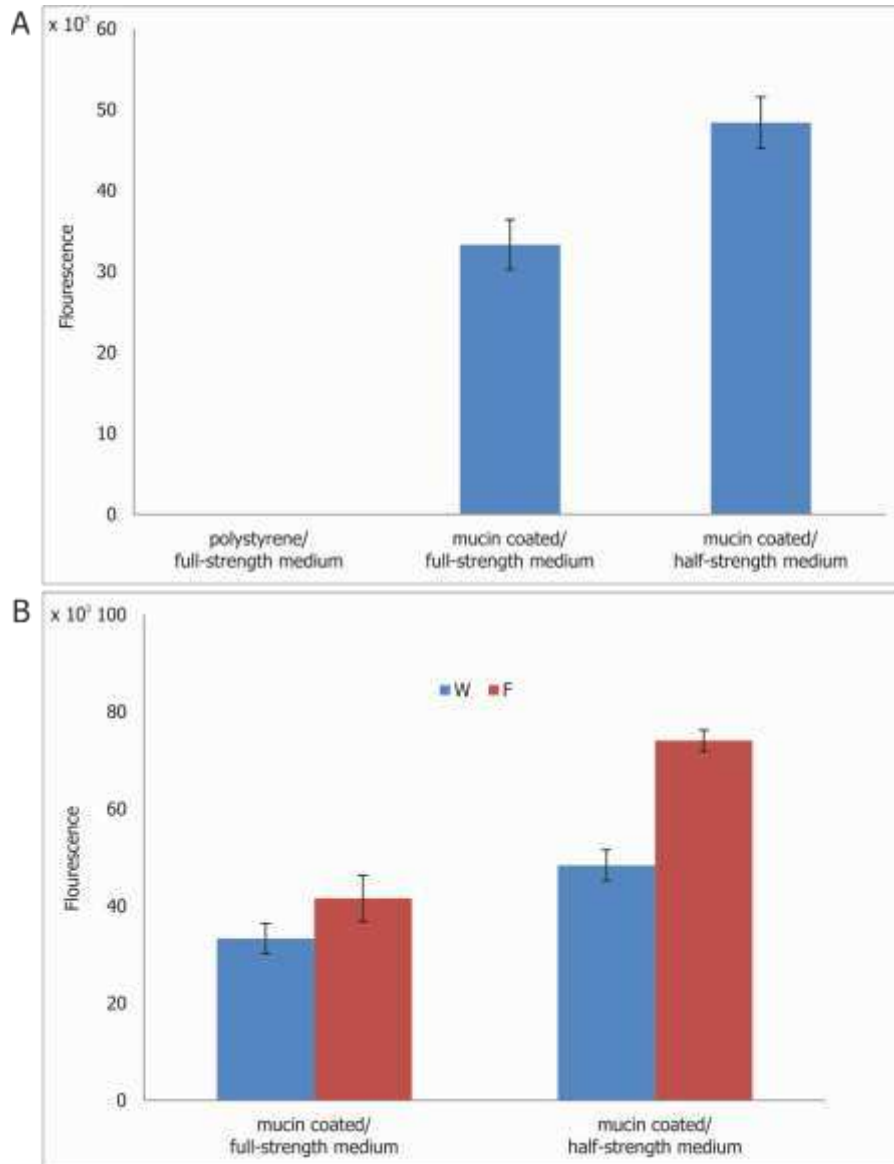 A
x 10³
60
50
40
30
20
10
0
Flourescence
polystyrene/
full-strength medium
mucin coated/
full-strength medium
mucin coated/
half-strength medium
B
x 10³ 100
80
60
40
20
0
Flourescence
W F
mucin coated/
full-strength medium
mucin coated/
half-strength medium